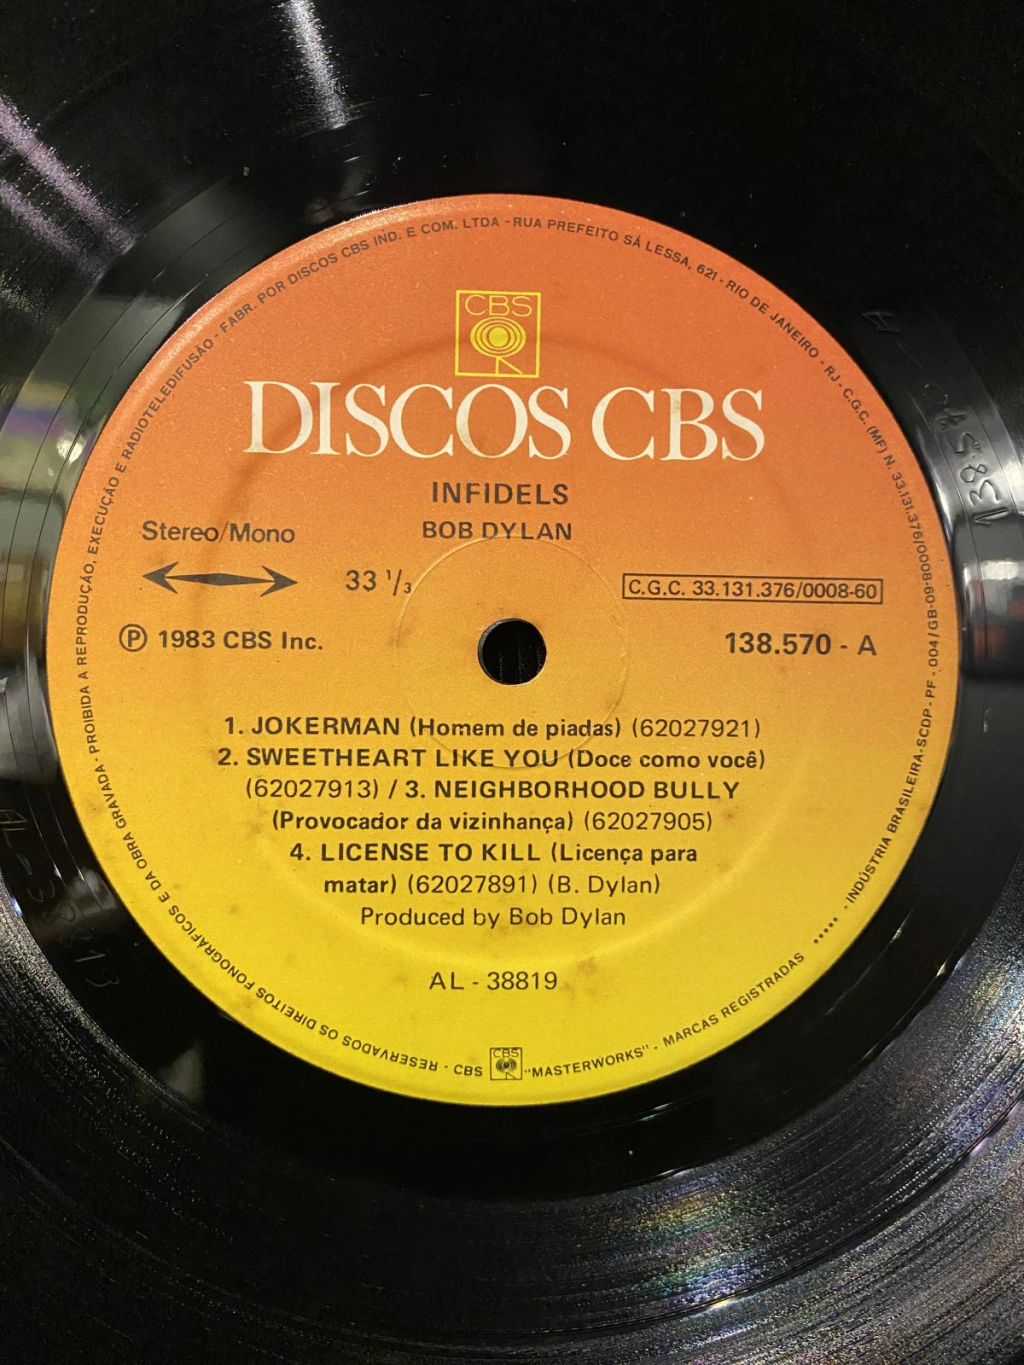 FABR. POR DISCOS CBS IND. E COM. LTDA - RUA PREFEITO SÁ LESSA, 621 - RIO DE JANEIRO - RJ - C.G.C. (MF) N. 33.131.376/0008-60 - SCDP - PF - 004/GB - INDÚSTRIA BRASILEIRA -
CBS
DISCOS CBS
INFIDELS
BOB DYLAN
Stereo/Mono
33 1/3
C.G.C. 33.131.376/0008-60
℗ 1983 CBS Inc.
138.570 - A
1. JOKERMAN (Homem de piadas) (62027921)
2. SWEETHEART LIKE YOU (Doce como você)
(62027913) / 3. NEIGHBORHOOD BULLY
(Provocador da vizinhança) (62027905)
4. LICENSE TO KILL (Licença para
matar) (62027891) (B. Dylan)
Produced by Bob Dylan
AL - 38819
CBS CBS "MASTERWORKS" - MARCAS REGISTRADAS
RESERVADOS OS DIREITOS FONOGRÁFICOS E DA OBRA GRAVADA - PROIBIDA A REPRODUÇÃO, EXECUÇÃO E RADIOTELEDIFUSÃO -